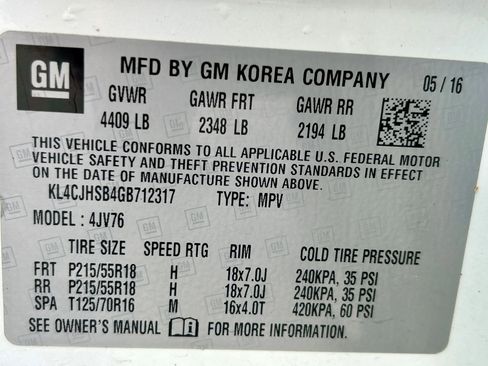 GM MFD BY GM KOREA COMPANY 05 / 16
GVWR GAWR FRT GAWR RR
4409 LB 2348 LB 2194 LB
THIS VEHICLE CONFORMS TO ALL APPLICABLE U.S. FEDERAL MOTOR
VEHICLE SAFETY AND THEFT PREVENTION STANDARDS IN EFFECT
ON THE DATE OF MANUFACTURE SHOWN ABOVE.
KL4CJHSB4GB712317 TYPE: MPV
MODEL : 4JV76
TIRE SIZE SPEED RTG RIM COLD TIRE PRESSURE
FRT P215/55R18 H 18x7.0J 240KPA, 35 PSI
RR P215/55R18 H 18x7.0J 240KPA, 35 PSI
SPA T125/70R16 M 16x4.0T 420KPA, 60 PSI
SEE OWNER'S MANUAL FOR MORE INFORMATION